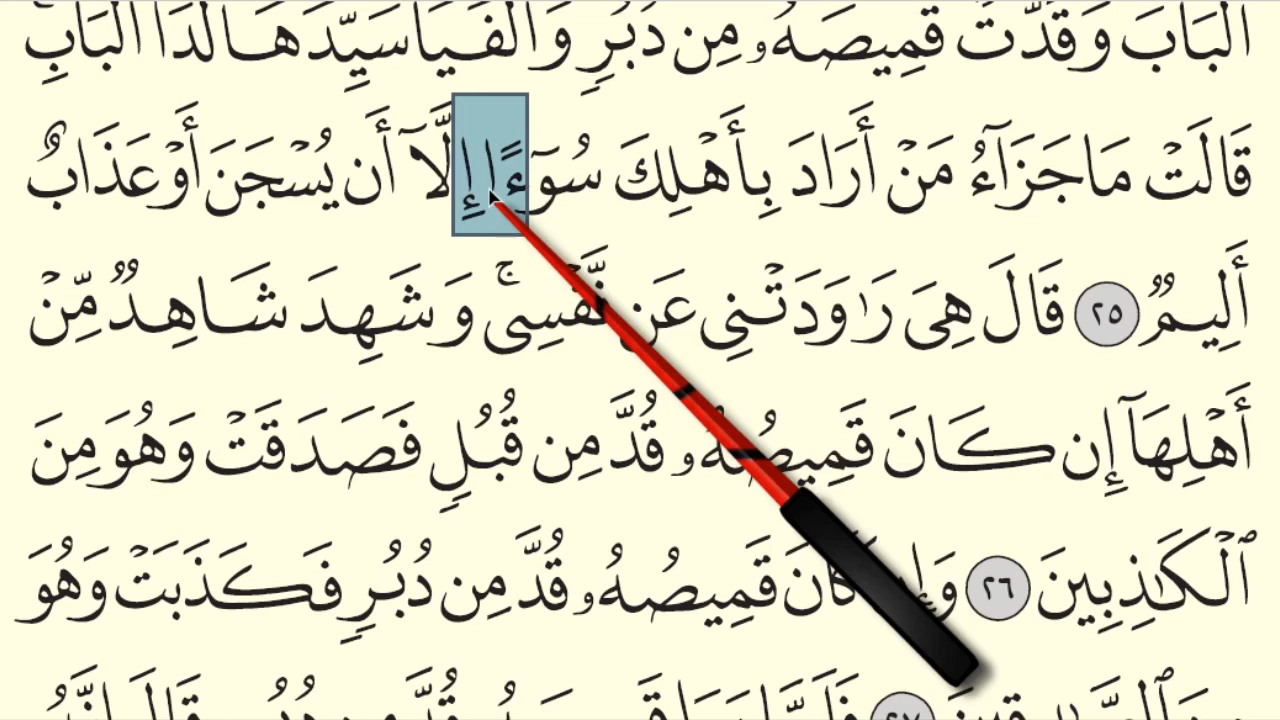 ٱلْبَابَ وَقَدَّتْ قَمِيصَهُۥ مِن دُبُرٍ وَأَلْفَيَا سَيِّدَهَا لَدَا ٱلْبَابِ
قَالَتْ مَا جَزَآءُ مَنْ أَرَادَ بِأَهْلِكَ سُوٓءًا إِلَّآ أَن يُسْجَنَ أَوْ عَذَابٌ
أَلِيمٌ ٢٥ قَالَ هِىَ رَٰوَدَتْنِى عَن نَّفْسِى ۚ وَشَهِدَ شَاهِدٌ مِّنْ
أَهْلِهَآ إِن كَانَ قَمِيصُهُۥ قُدَّ مِن قُبُلٍ فَصَدَقَتْ وَهُوَ مِنَ
ٱلْكَٰذِبِينَ ٢٦ وَإِن كَانَ قَمِيصُهُۥ قُدَّ مِن دُبُرٍ فَكَذَبَتْ وَهُوَ
٢٧